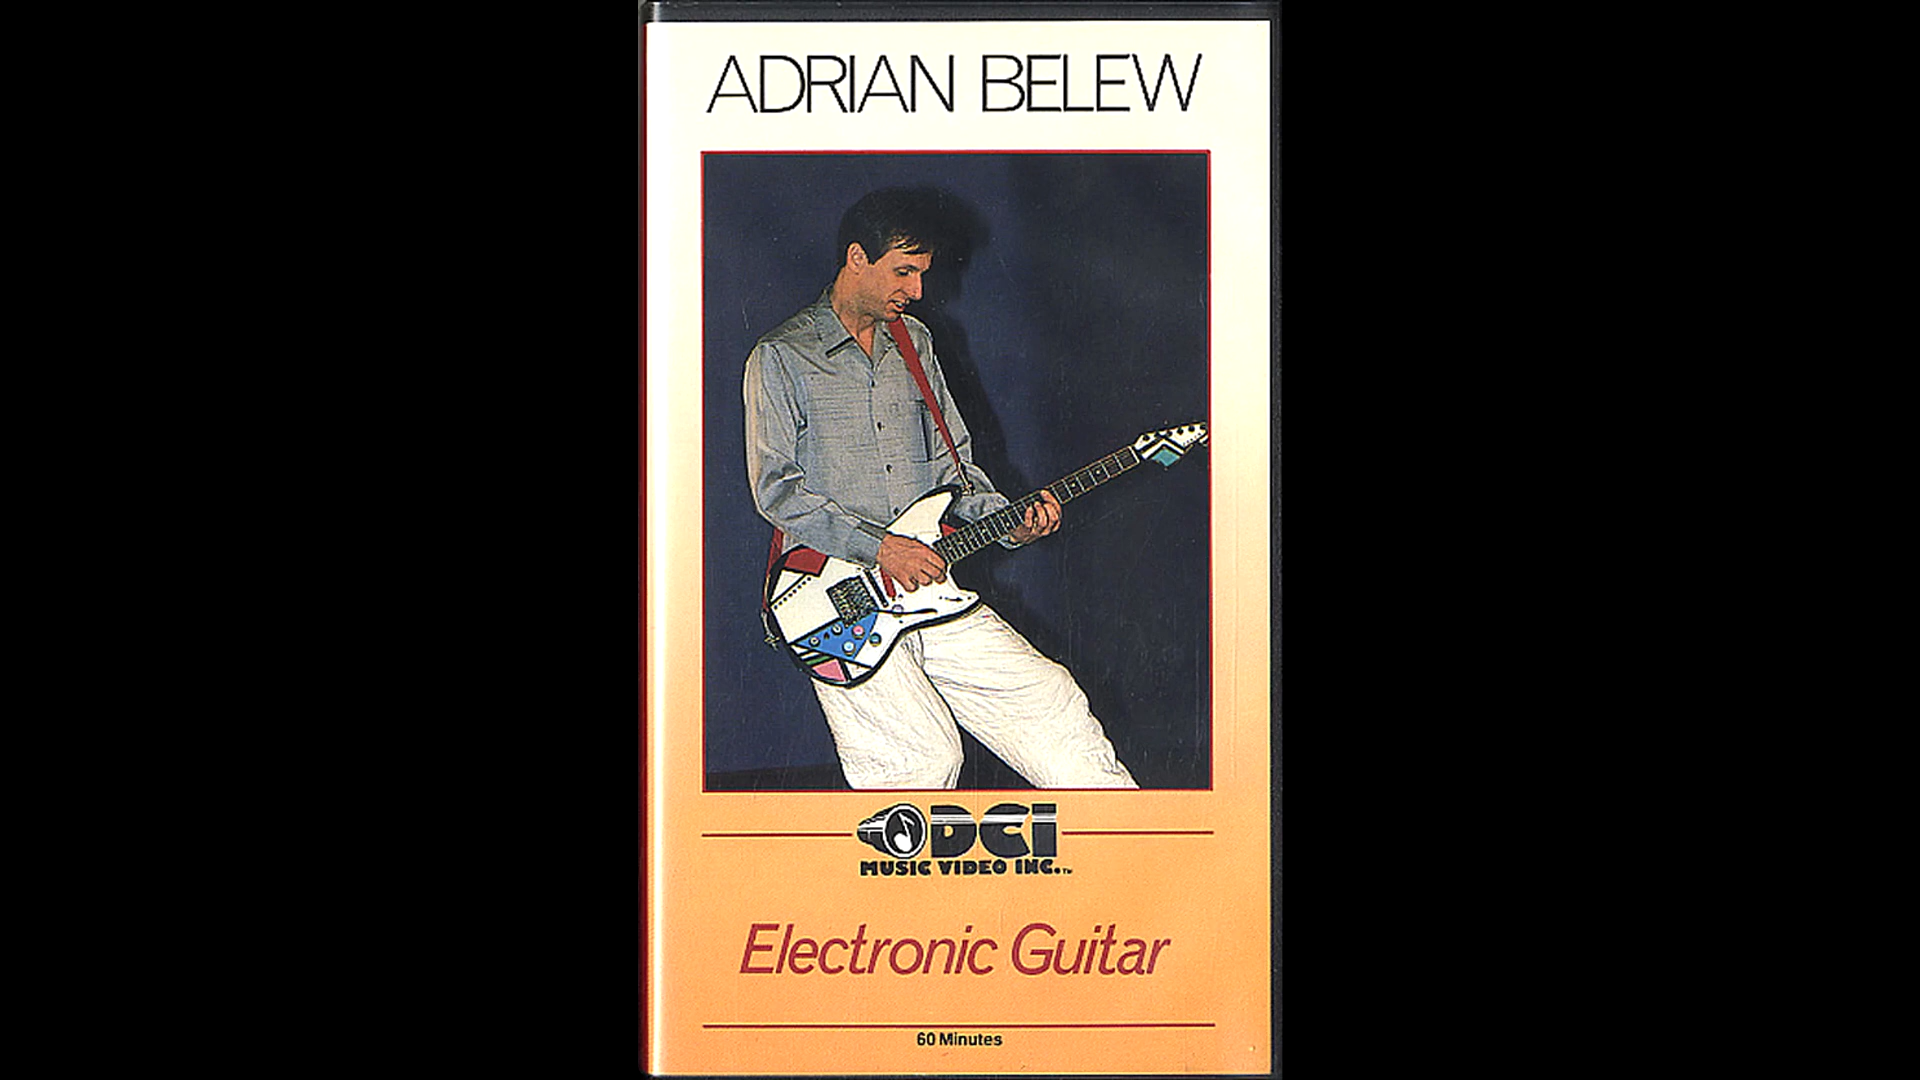 ADRIAN BELEW
DCI
MUSIC VIDEO INC.™
Electronic Guitar
60 Minutes